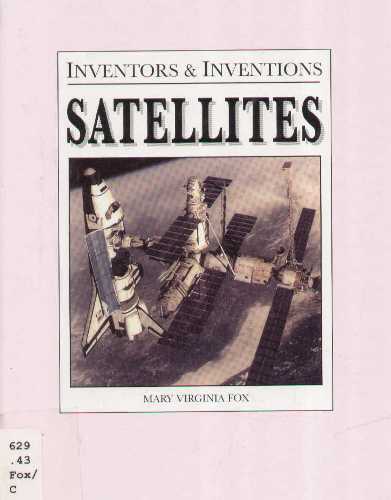 INVENTORS & INVENTIONS
SATELLITES
MARY VIRGINIA FOX
629
.43
Fox/
C